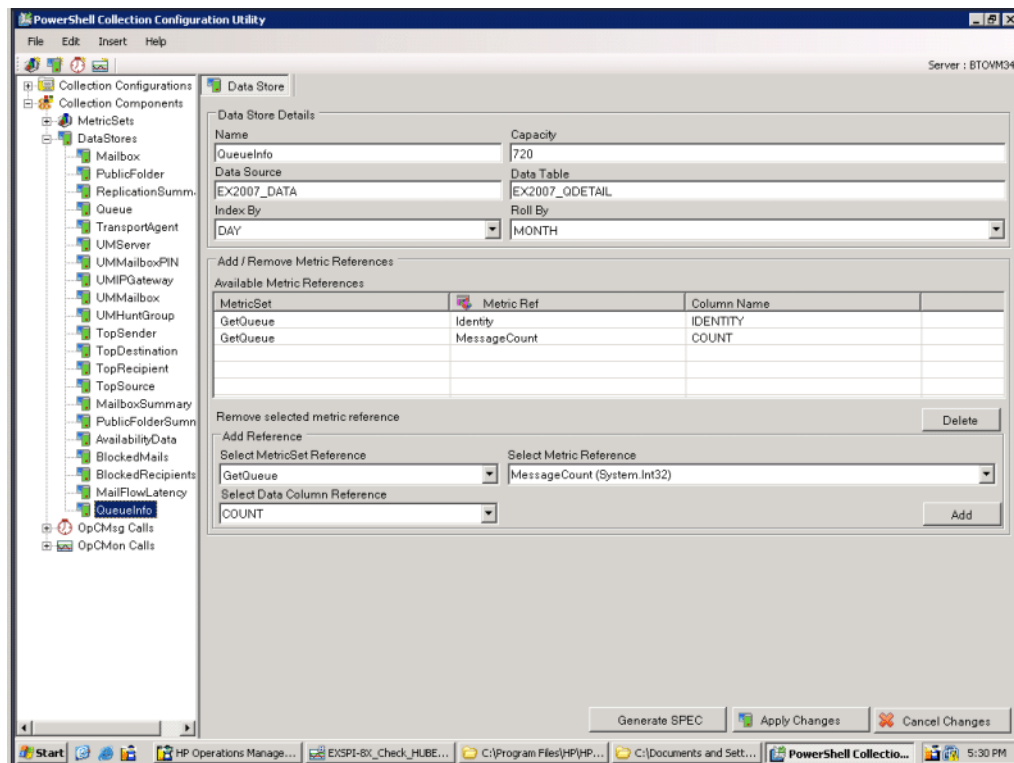 PowerShell Collection Configuration Utility
File Edit Insert Help
Server : BTOVM34
Collection Configurations
Collection Components
MetricSets
DataStores
Mailbox
PublicFolder
ReplicationSumm
Queue
TransportAgent
UMServer
UMMailboxPIN
UMIPGateway
UMMailbox
UMHuntGroup
TopSender
TopDestination
TopRecipient
TopSource
MailboxSummary
PublicFolderSumn
AvailabilityData
BlockedMails
BlockedRecipients
MailFlowLatency
QueueInfo
OpCMsg Calls
OpCMon Calls
Data Store
Data Store Details
Name Capacity
QueueInfo 720
Data Source Data Table
EX2007_DATA EX2007_QDETAIL
Index By Roll By
DAY MONTH
Add / Remove Metric References
Available Metric References
MetricSet Metric Ref Column Name
GetQueue Identity IDENTITY
GetQueue MessageCount COUNT
Remove selected metric reference Delete
Add Reference
Select MetricSet Reference Select Metric Reference
GetQueue MessageCount (System.Int32)
Select Data Column Reference
COUNT Add
Generate SPEC Apply Changes Cancel Changes
Start HP Operations Manage... EXSPI-8X_Check_HUBE... C:\Program Files\HP\HP... C:\Documents and Sett... PowerShell Collectio... 5:30 PM